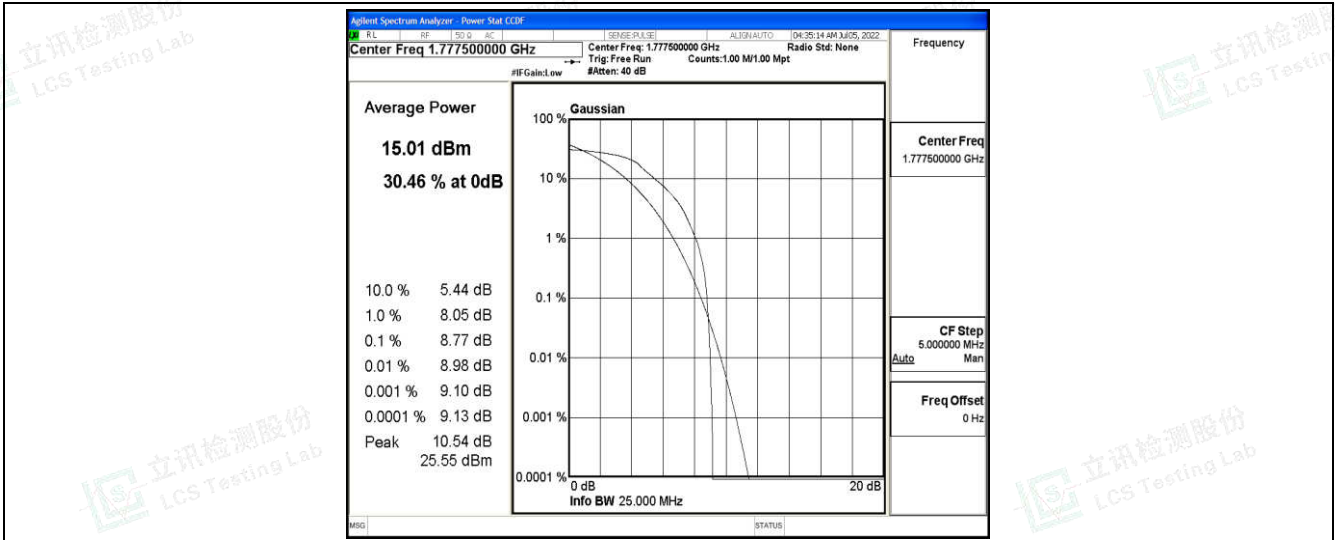 立讯检测股份
LCS Testing Lab
立讯检测股份
LCS Testing Lab
Agilent Spectrum Analyzer - Power Stat CCDF
RL RF 50 Ω AC SENSE:PULSE ALIGNAUTO 04:35:14 AM Jul05, 2022
Center Freq 1.777500000 GHz
Center Freq: 1.777500000 GHz Radio Std: None
Trig: Free Run Counts:1.00 M/1.00 Mpt
#IFGain:Low #Atten: 40 dB
Frequency
Average Power
15.01 dBm
30.46 % at 0dB
10.0 % 5.44 dB
1.0 % 8.05 dB
0.1 % 8.77 dB
0.01 % 8.98 dB
0.001 % 9.10 dB
0.0001 % 9.13 dB
Peak 10.54 dB
25.55 dBm
Gaussian
100 %
10 %
1 %
0.1 %
0.01 %
0.001 %
0.0001 %
0 dB 20 dB
Info BW 25.000 MHz
Center Freq
1.777500000 GHz
CF Step
5.000000 MHz
Auto Man
Freq Offset
0 Hz
MSG STATUS
立讯检测股份
LCS Testing Lab
立讯检测股份
LCS Testing Lab